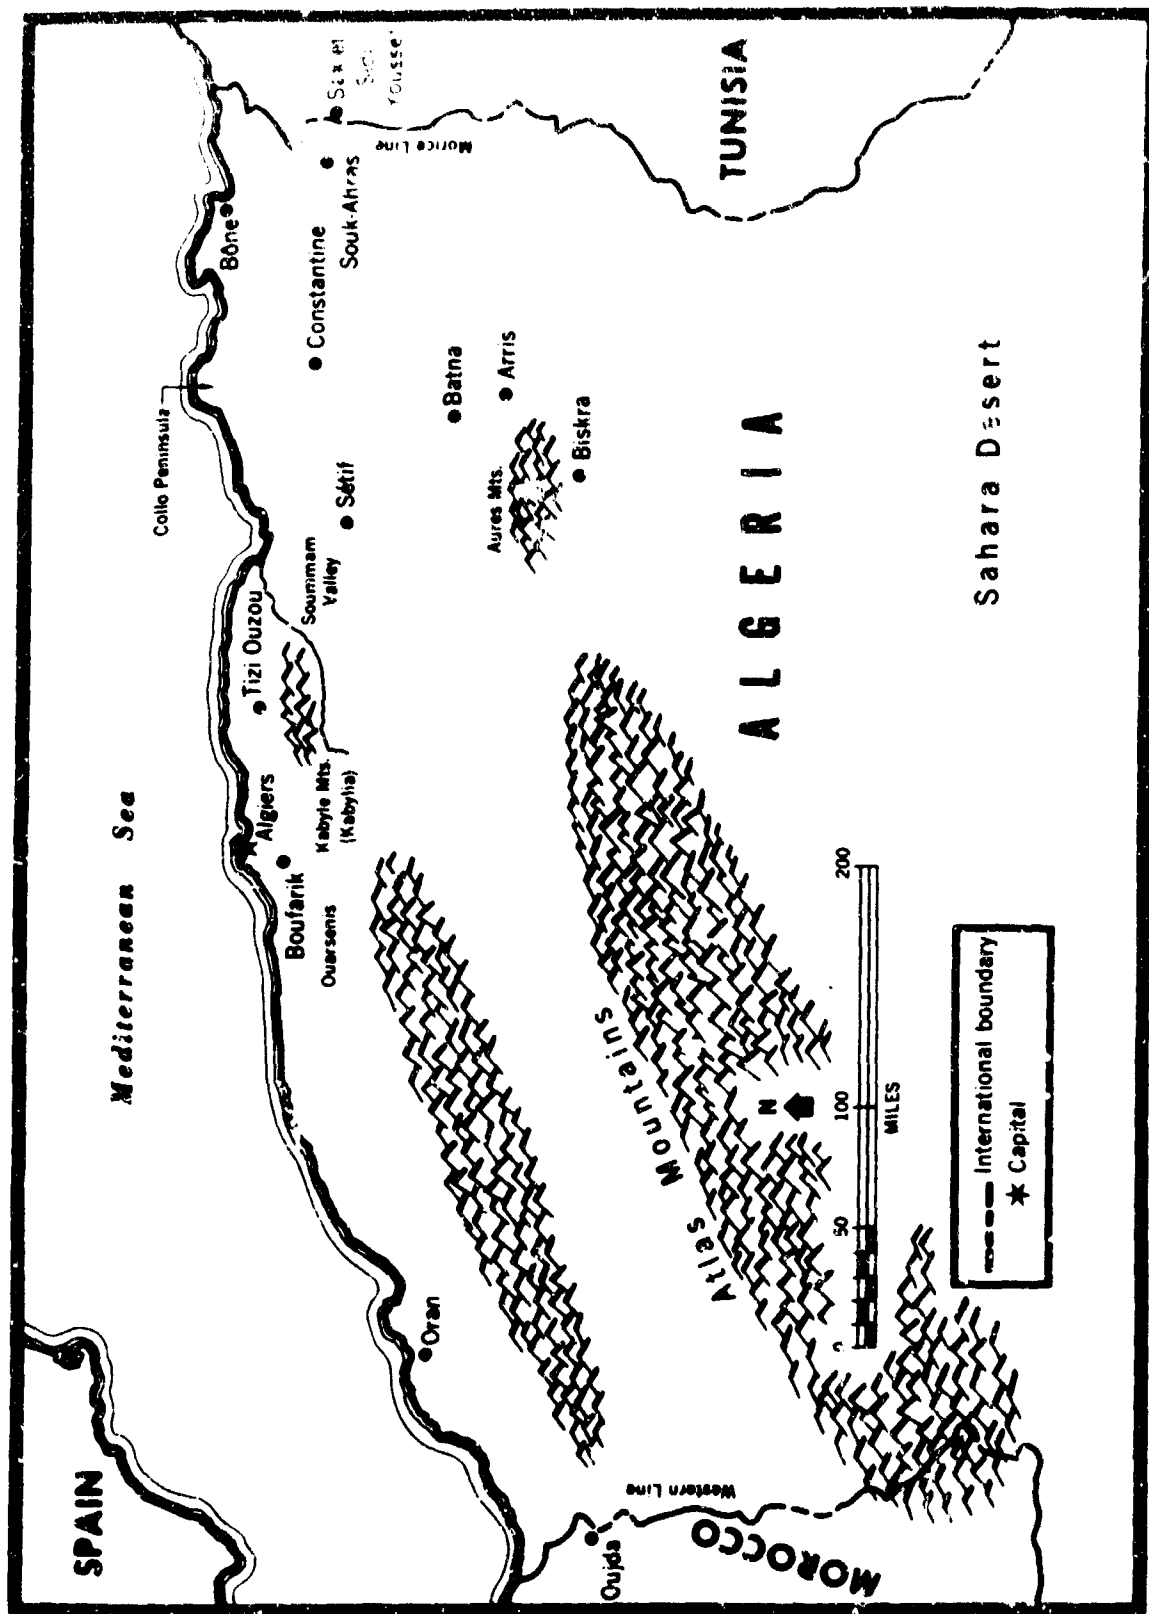 SPAIN
Mediterranean Sea
Collo Peninsula
Bône
Algiers
Tizi Ouzou
Boufarik
Ouarsenis
Kabyle Mts.
(Kabylia)
Soummam
Valley
Sétif
Constantine
Souk-Ahras
Morice Line
TUNISIA
Batna
Arris
Aures Mts.
Biskra
Oran
Oujda
Western Line
MOROCCO
Atlas Mountains
ALGERIA
Sahara Desert
N
0 50 100 200
MILES
International boundary
Capital